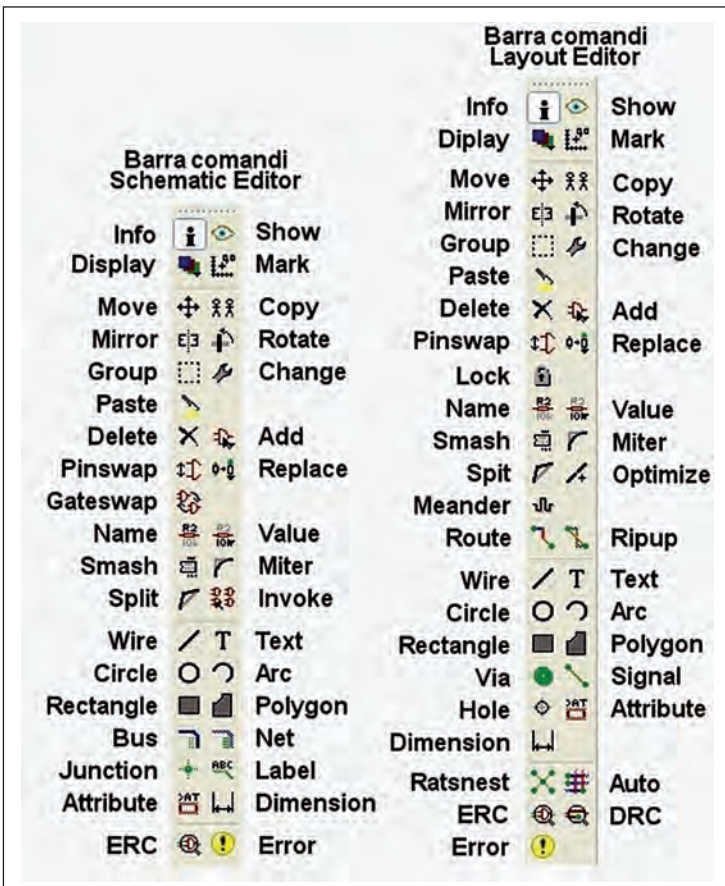 Barra comandi
Schematic Editor
Info Show
Display Mark
Move Copy
Mirror Rotate
Group Change
Paste
Delete Add
Pinswap Replace
Gateswap
Name Value
Smash Miter
Split Invoke
Wire Text
Circle Arc
Rectangle Polygon
Bus Net
Junction Label
Attribute Dimension
ERC Error
Barra comandi
Layout Editor
Info Show
Diplay Mark
Move Copy
Mirror Rotate
Group Change
Paste
Delete Add
Pinswap Replace
Lock
Name Value
Smash Miter
Spit Optimize
Meander
Route Ripup
Wire Text
Circle Arc
Rectangle Polygon
Via Signal
Hole Attribute
Dimension
Ratsnest Auto
ERC DRC
Error